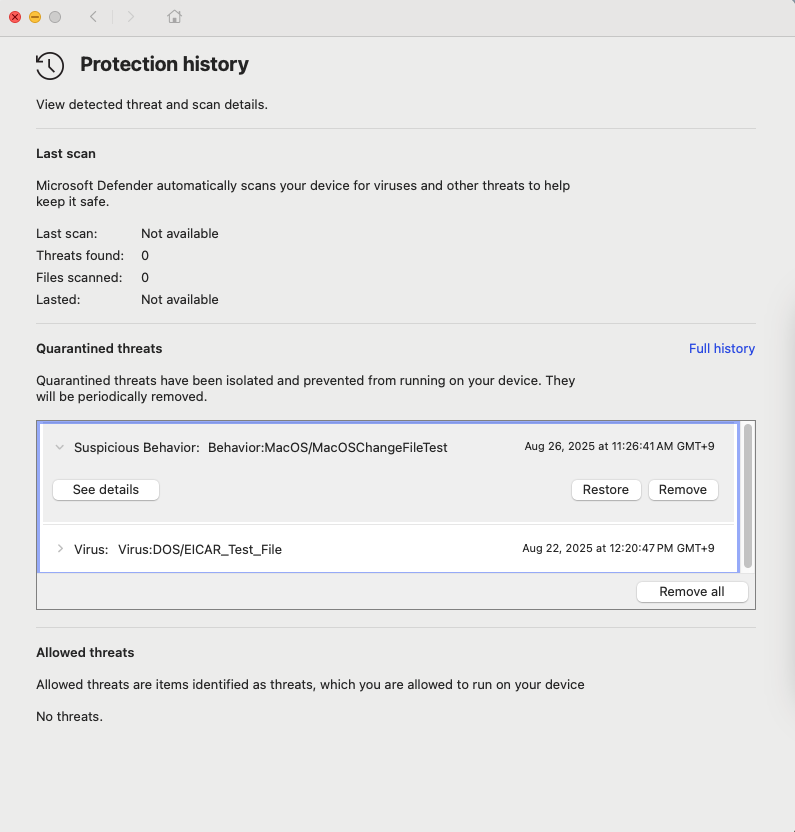 Protection history
View detected threat and scan details.
Last scan
Microsoft Defender automatically scans your device for viruses and other threats to help
keep it safe.
Last scan: Not available
Threats found: 0
Files scanned: 0
Lasted: Not available
Quarantined threats Full history
Quarantined threats have been isolated and prevented from running on your device. They
will be periodically removed.
Suspicious Behavior: Behavior:MacOS/MacOSChangeFileTest Aug 26, 2025 at 11:26:41 AM GMT+9
See details Restore Remove
Virus: Virus:DOS/EICAR_Test_File Aug 22, 2025 at 12:20:47 PM GMT+9
Remove all
Allowed threats
Allowed threats are items identified as threats, which you are allowed to run on your device
No threats.